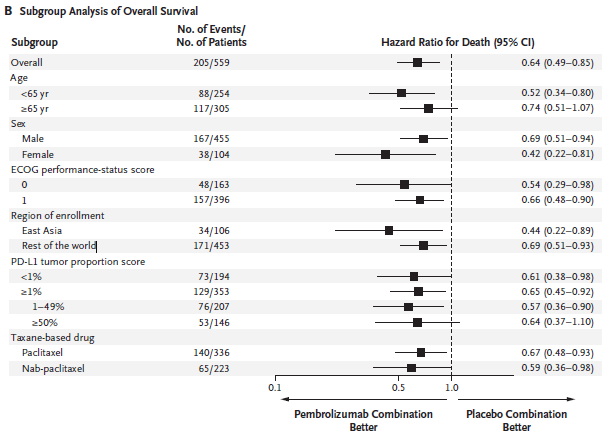 B Subgroup Analysis of Overall Survival
Subgroup No. of Events/ No. of Patients Hazard Ratio for Death (95% CI)
Overall 205/559 0.64 (0.49–0.85)
Age
<65 yr 88/254 0.52 (0.34–0.80)
≥65 yr 117/305 0.74 (0.51–1.07)
Sex
Male 167/455 0.69 (0.51–0.94)
Female 38/104 0.42 (0.22–0.81)
ECOG performance-status score
0 48/163 0.54 (0.29–0.98)
1 157/396 0.66 (0.48–0.90)
Region of enrollment
East Asia 34/106 0.44 (0.22–0.89)
Rest of the world 171/453 0.69 (0.51–0.93)
PD-L1 tumor proportion score
<1% 73/194 0.61 (0.38–0.98)
≥1% 129/353 0.65 (0.45–0.92)
1–49% 76/207 0.57 (0.36–0.90)
≥50% 53/146 0.64 (0.37–1.10)
Taxane-based drug
Paclitaxel 140/336 0.67 (0.48–0.93)
Nab-paclitaxel 65/223 0.59 (0.36–0.98)
0.1 0.5 1.0
Pembrolizumab Combination Better Placebo Combination Better